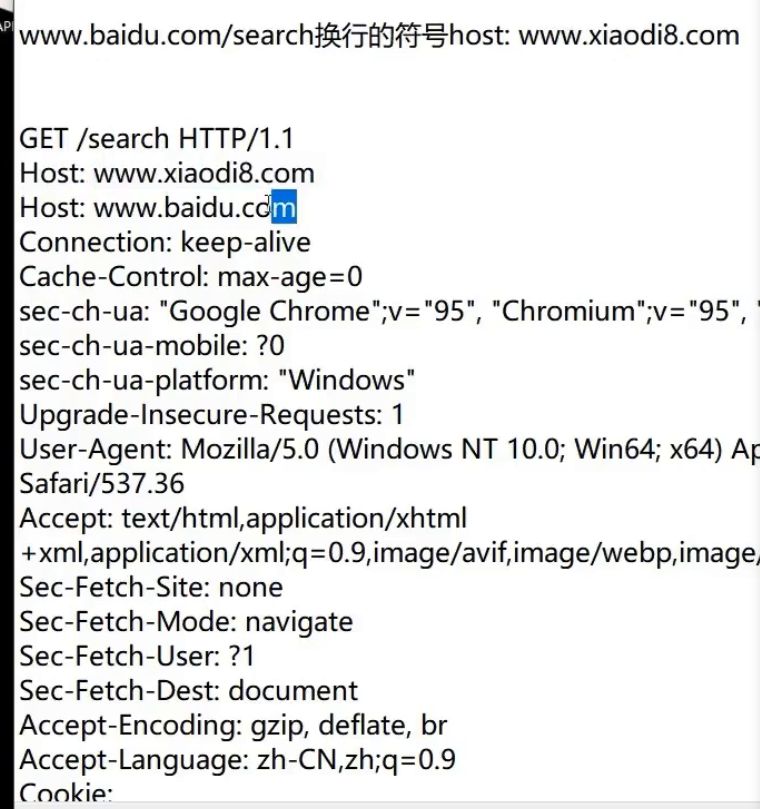 API
www.baidu.com/search换行的符号host: www.xiaodi8.com
GET /search HTTP/1.1
Host: www.xiaodi8.com
Host: www.baidu.com
Connection: keep-alive
Cache-Control: max-age=0
sec-ch-ua: "Google Chrome";v="95", "Chromium";v="95", "
sec-ch-ua-mobile: ?0
sec-ch-ua-platform: "Windows"
Upgrade-Insecure-Requests: 1
User-Agent: Mozilla/5.0 (Windows NT 10.0; Win64; x64) Ap
Safari/537.36
Accept: text/html,application/xhtml
+xml,application/xml;q=0.9,image/avif,image/webp,image/
Sec-Fetch-Site: none
Sec-Fetch-Mode: navigate
Sec-Fetch-User: ?1
Sec-Fetch-Dest: document
Accept-Encoding: gzip, deflate, br
Accept-Language: zh-CN,zh;q=0.9
Cookie: